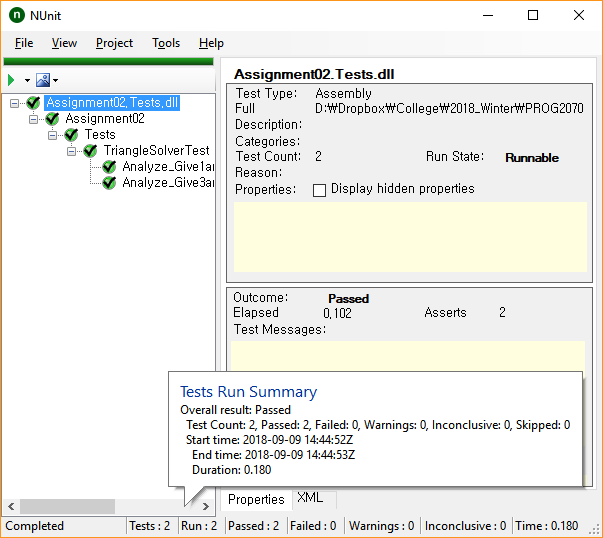 NUnit
File View Project Tools Help
Assignment02.Tests.dll
Assignment02
Tests
TriangleSolverTest
Analyze_Give1ar
Analyze_Give3ar
Assignment02.Tests.dll
Test Type: Assembly
Full D:₩Dropbox₩College₩2018_Winter₩PROG2070
Description:
Categories:
Test Count: 2 Run State: Runnable
Reason:
Properties: Display hidden properties
Outcome: Passed
Elapsed 0.102 Asserts 2
Test Messages:
Tests Run Summary
Overall result: Passed
Test Count: 2, Passed: 2, Failed: 0, Warnings: 0, Inconclusive: 0, Skipped: 0
Start time: 2018-09-09 14:44:52Z
End time: 2018-09-09 14:44:53Z
Duration: 0.180
Properties XML
Completed Tests : 2 Run : 2 Passed : 2 Failed : 0 Warnings : 0 Inconclusive : 0 Time : 0.180